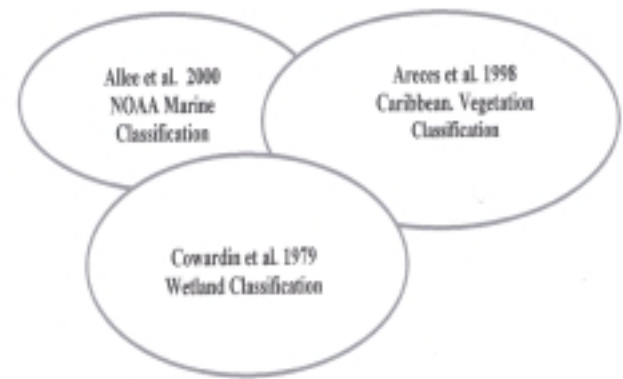 Allee et al. 2000
NOAA Marine
Classification
Areces et al. 1998
Caribbean. Vegetation
Classification
Cowardin et al. 1979
Wetland Classification